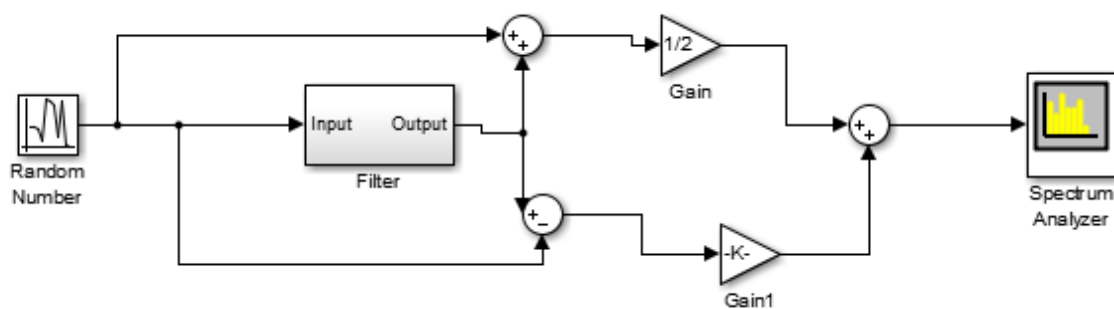 +
+
1/2
Gain
Input
Output
Filter
Random
Number
+
+
Spectrum
Analyzer
+
−
-K-
Gain1